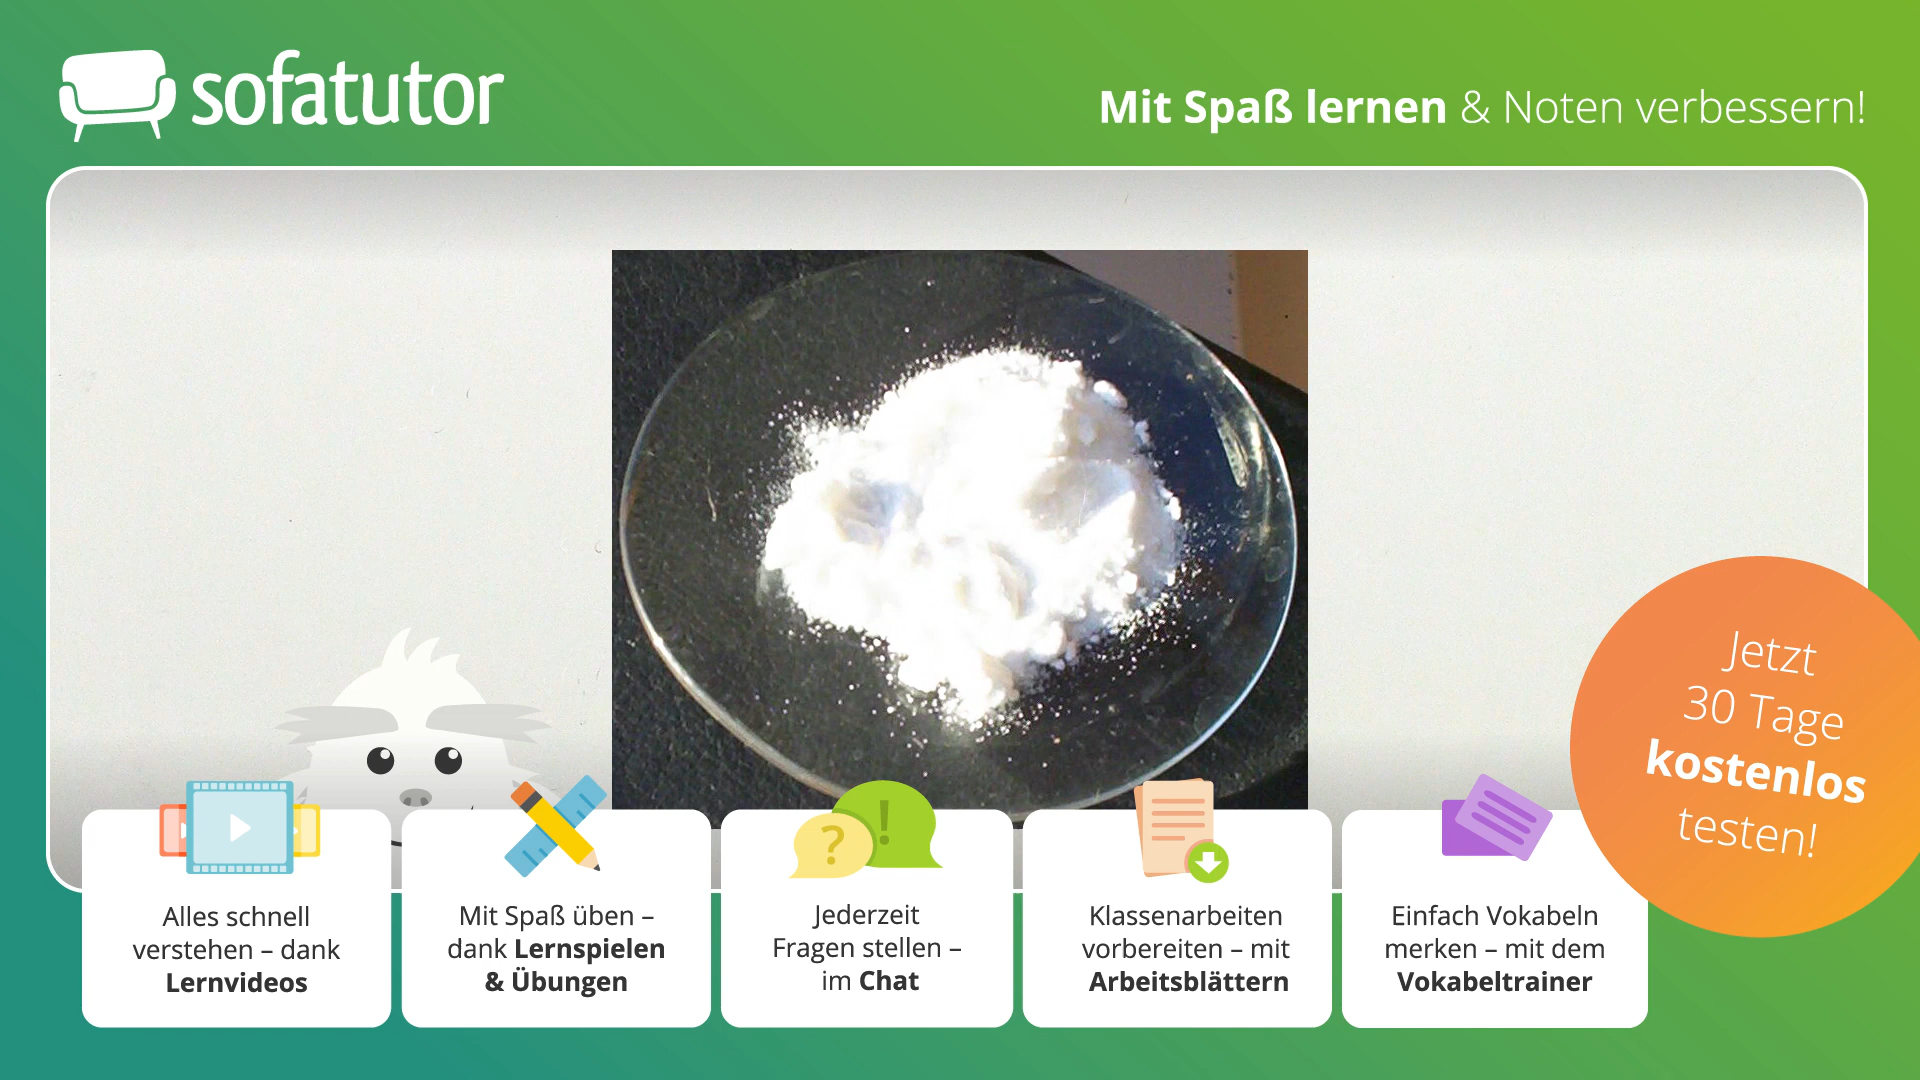 sofatutor
Mit Spaß lernen & Noten verbessern!
Jetzt
30 Tage
kostenlos
testen!
Alles schnell
verstehen – dank
Lernvideos
Mit Spaß üben –
dank Lernspielen
& Übungen
? !
Jederzeit
Fragen stellen –
im Chat
Klassenarbeiten
vorbereiten – mit
Arbeitsblättern
Einfach Vokabeln
merken – mit dem
Vokabeltrainer